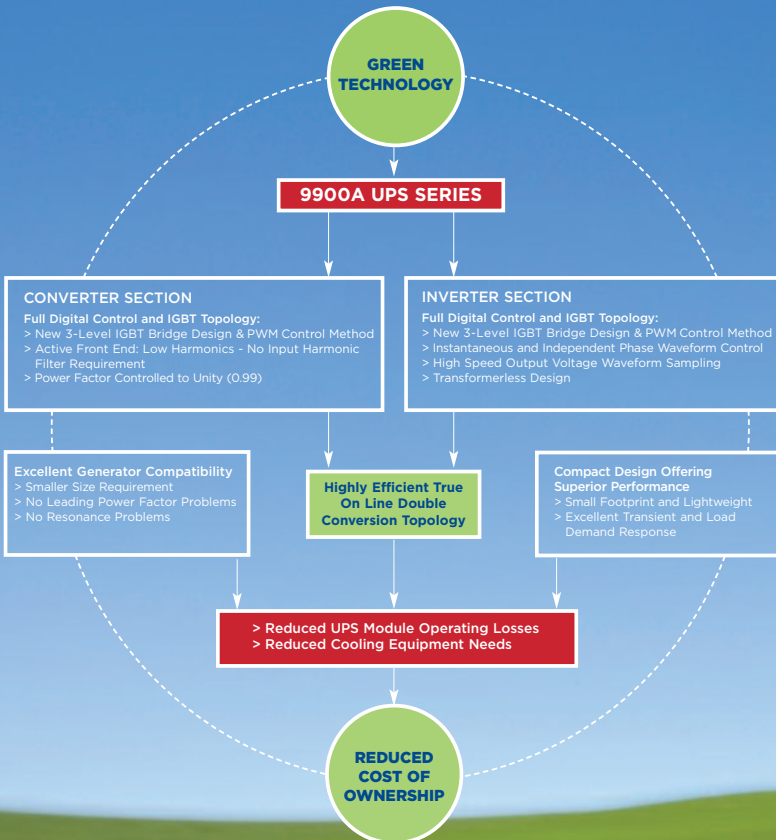 GREEN
TECHNOLOGY
9900A UPS SERIES
CONVERTER SECTION
Full Digital Control and IGBT Topology:
> New 3-Level IGBT Bridge Design & PWM Control Method
> Active Front End: Low Harmonics - No Input Harmonic
Filter Requirement
> Power Factor Controlled to Unity (0.99)
INVERTER SECTION
Full Digital Control and IGBT Topology:
> New 3-Level IGBT Bridge Design & PWM Control Method
> Instantaneous and Independent Phase Waveform Control
> High Speed Output Voltage Waveform Sampling
> Transformerless Design
Excellent Generator Compatibility
> Smaller Size Requirement
> No Leading Power Factor Problems
> No Resonance Problems
Highly Efficient True
On Line Double
Conversion Topology
Compact Design Offering
Superior Performance
> Small Footprint and Lightweight
> Excellent Transient and Load
Demand Response
> Reduced UPS Module Operating Losses
> Reduced Cooling Equipment Needs
REDUCED
COST OF
OWNERSHIP